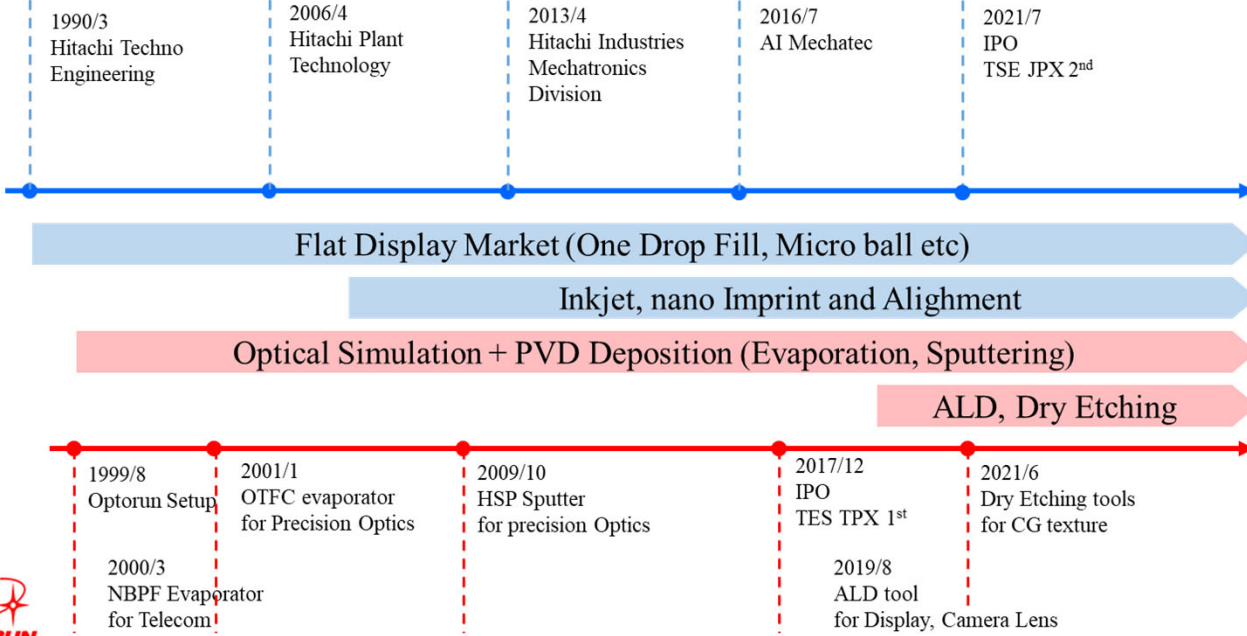 1990/3
Hitachi Techno
Engineering
2006/4
Hitachi Plant
Technology
2013/4
Hitachi Industries
Mechatronics
Division
2016/7
AI Mechatec
2021/7
IPO
TSE JPX 2nd
Flat Display Market (One Drop Fill, Micro ball etc)
Inkjet, nano Imprint and Alighment
Optical Simulation + PVD Deposition (Evaporation, Sputtering)
ALD, Dry Etching
1999/8
Optorun Setup
2001/1
OTFC evaporator
for Precision Optics
2009/10
HSP Sputter
for precision Optics
2017/12
IPO
TES TPX 1st
2021/6
Dry Etching tools
for CG texture
2000/3
NBPF Evaporator
for Telecom
2019/8
ALD tool
for Display, Camera Lens